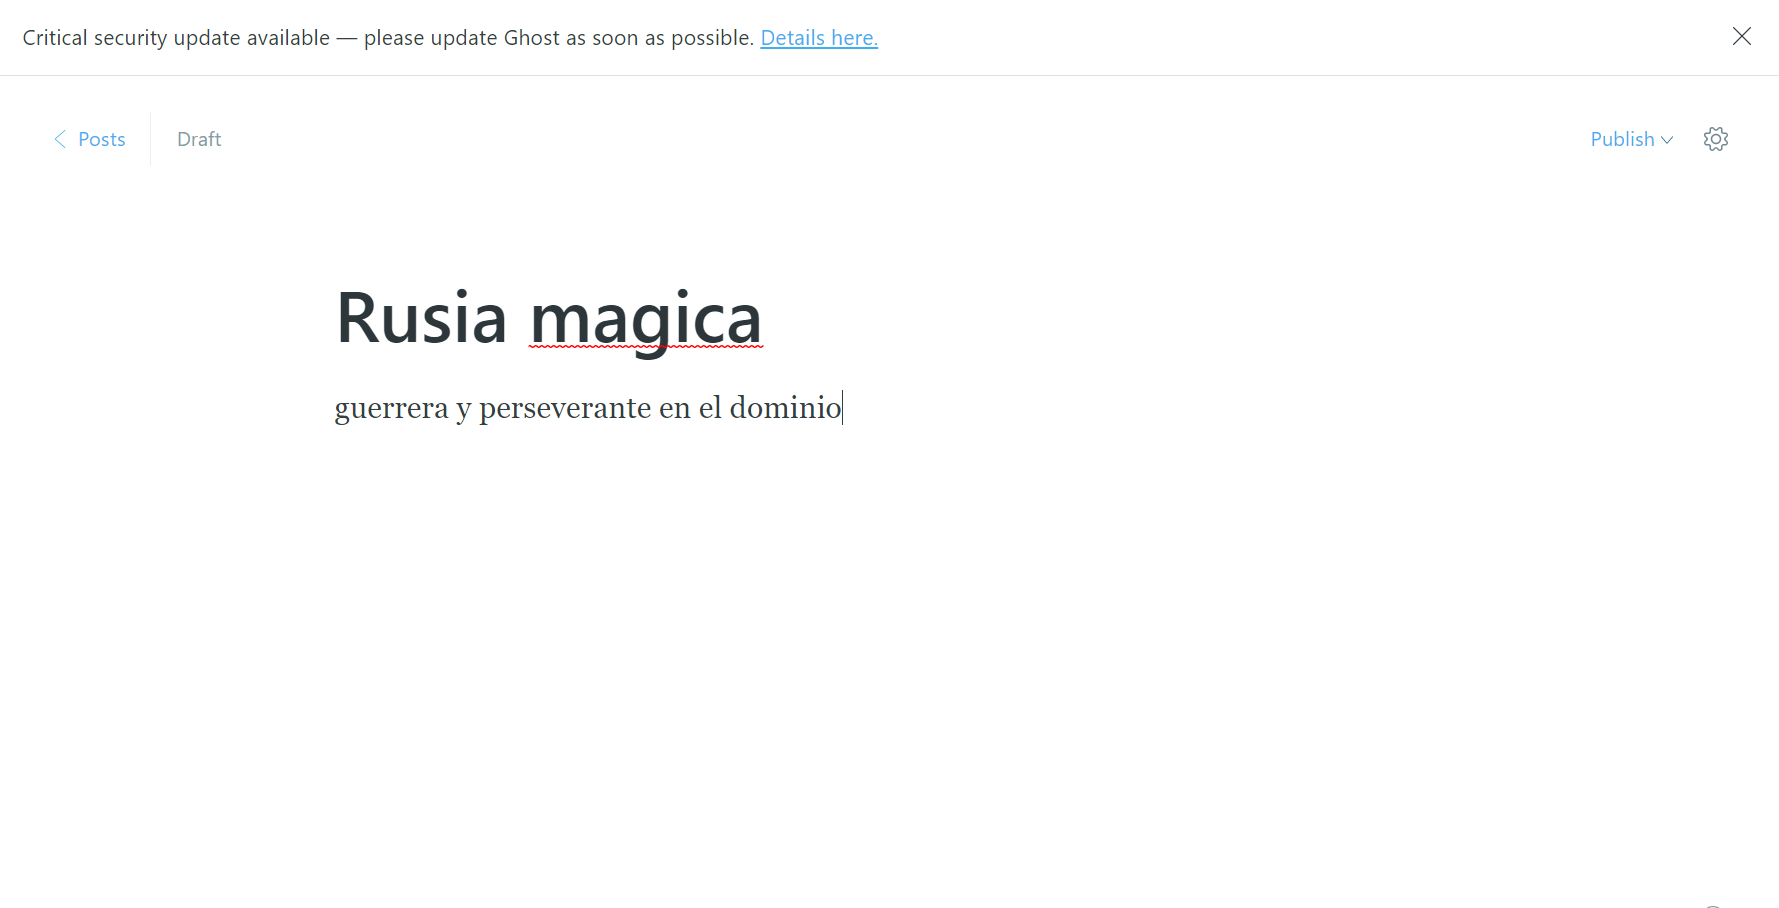 Critical security update available — please update Ghost as soon as possible. Details here.
Posts
Draft
Publish
Rusia magica
guerrera y perseverante en el dominio